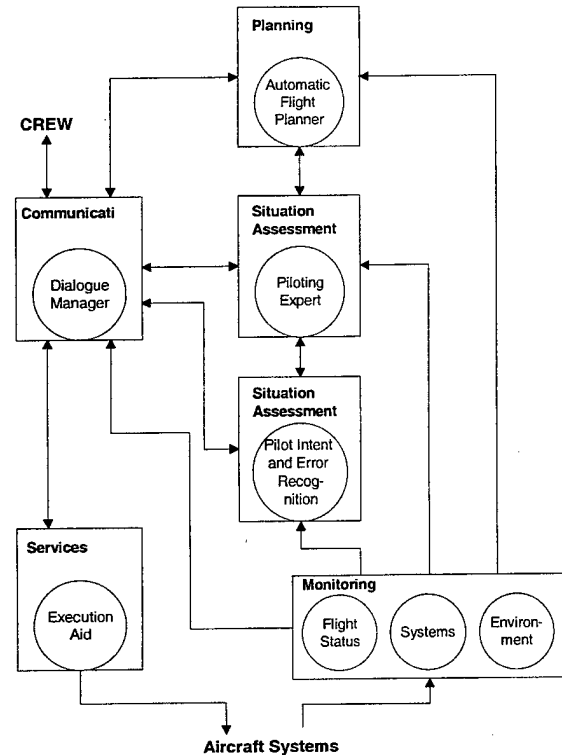 Planning
Automatic
Flight
Planner
CREW
Communicati
Dialogue
Manager
Situation
Assessment
Piloting
Expert
Situation
Assessment
Pilot Intent
and Error
Recog-
nition
Services
Execution
Aid
Monitoring
Flight
Status
Systems
Environ-
ment
Aircraft Systems